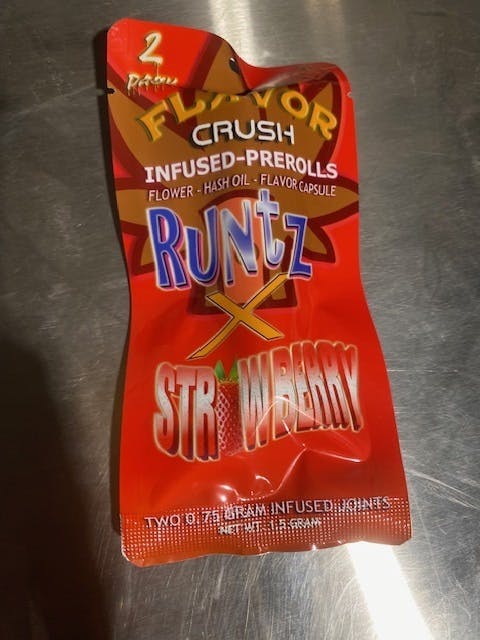 2
PACK
FLAVOR
CRUSH
INFUSED-PREROLLS
FLOWER - HASH OIL - FLAVOR CAPSULE
RUNtZ
X
STRAWBERRY
TWO 0.75 GRAM INFUSED JOINTS
NET WT. 1.5 GRAM